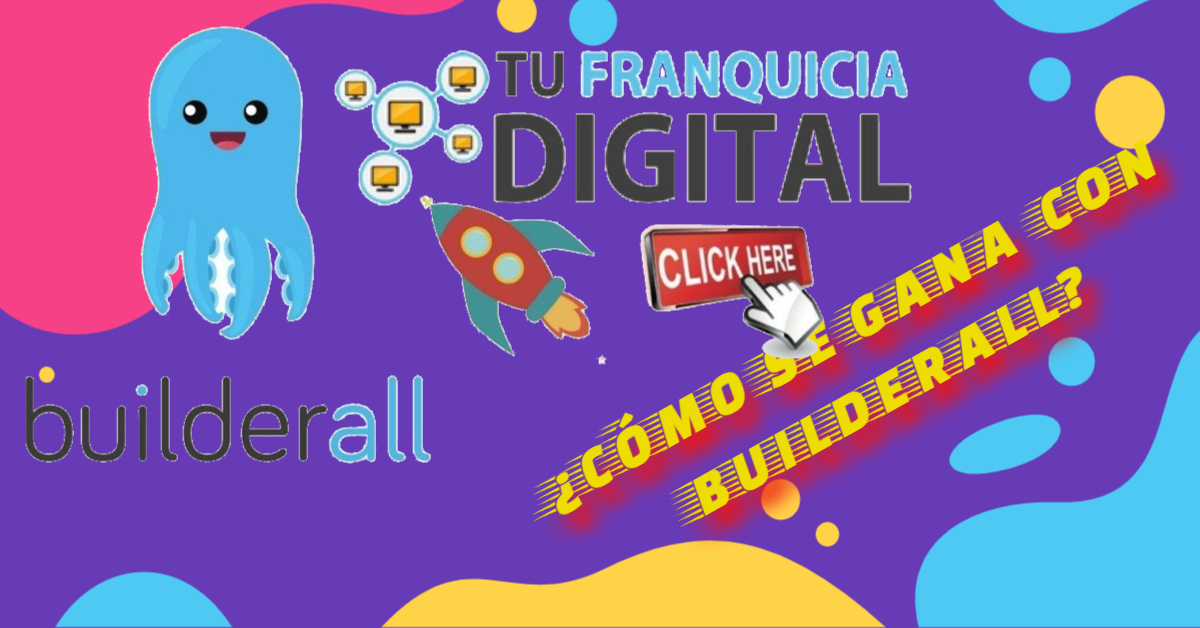 TU FRANQUICIA
DIGITAL
CLICK HERE
builderall
¿CÓMO SE GANA CON
BUILDERALL?